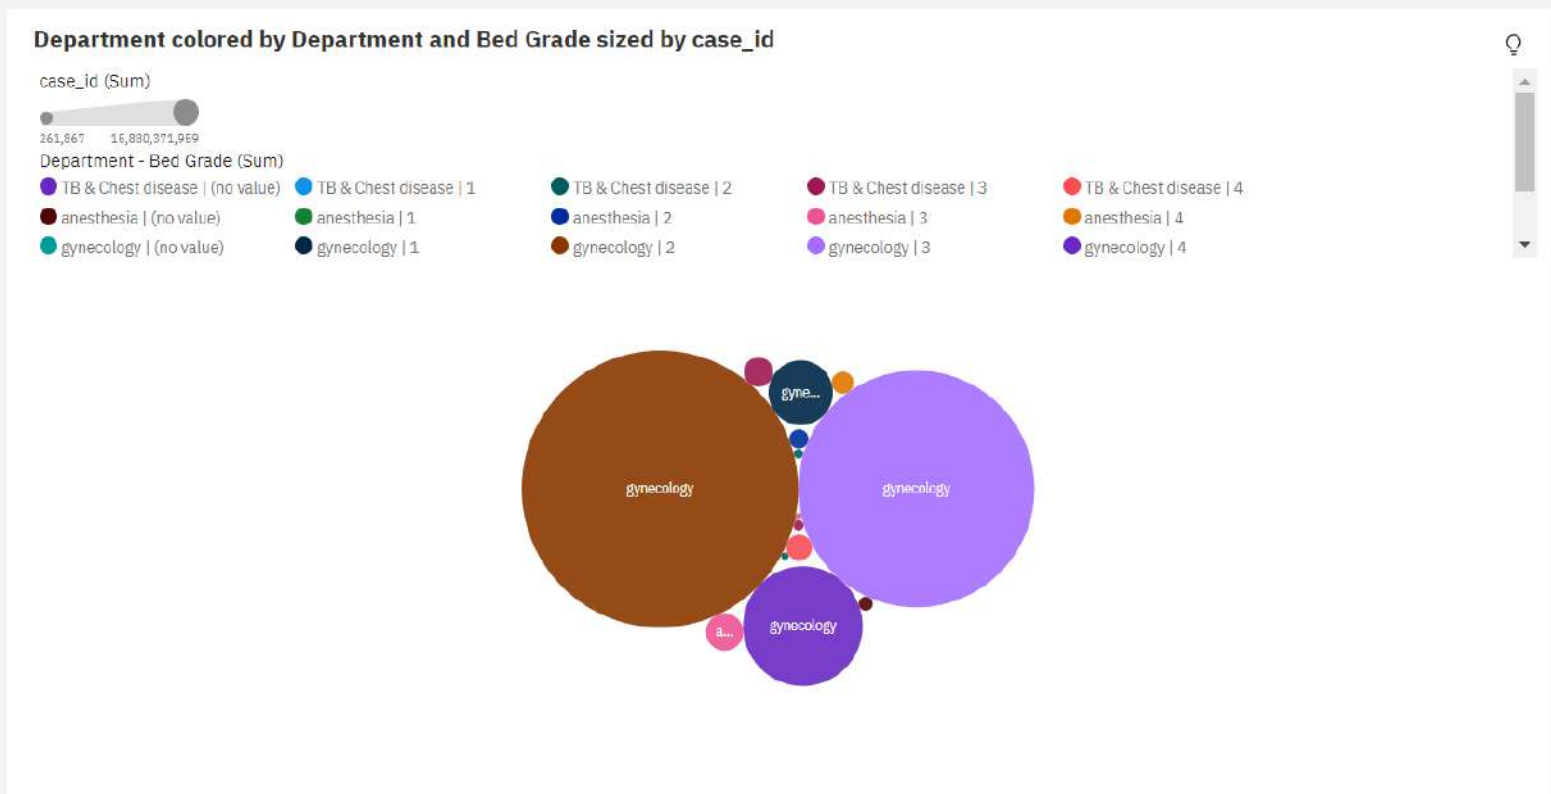 Department colored by Department and Bed Grade sized by case_id
case_id (Sum)
261,867 15,880,371,959
Department - Bed Grade (Sum)
TB & Chest disease | (no value) TB & Chest disease | 1 TB & Chest disease | 2 TB & Chest disease | 3 TB & Chest disease | 4
anesthesia | (no value) anesthesia | 1 anesthesia | 2 anesthesia | 3 anesthesia | 4
gynecology | (no value) gynecology | 1 gynecology | 2 gynecology | 3 gynecology | 4
gyne...
gynecology gynecology
a... gynecology